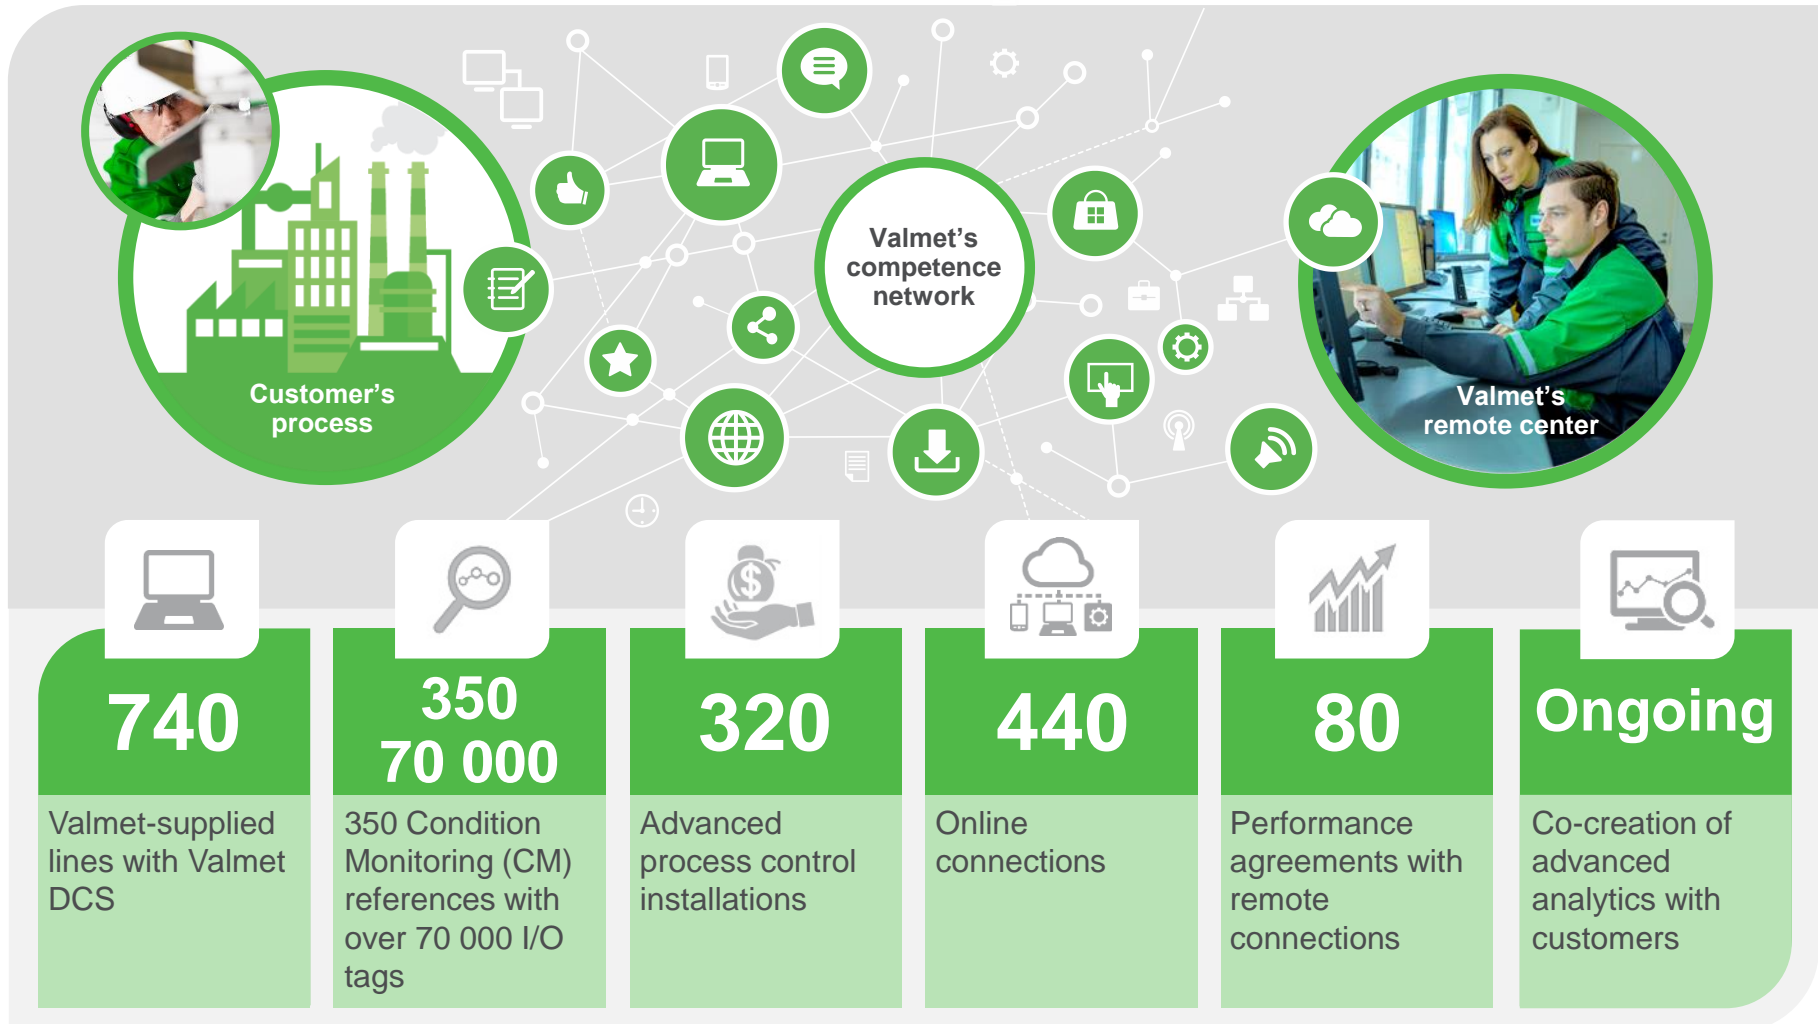 Valmet's
competence
network
Customer's
process
Valmet's
remote center
740
Valmet-supplied
lines with Valmet
DCS
350
70 000
350 Condition
Monitoring (CM)
references with
over 70 000 I/O
tags
320
Advanced
process control
installations
440
Online
connections
80
Performance
agreements with
remote
connections
Ongoing
Co-creation of
advanced
analytics with
customers